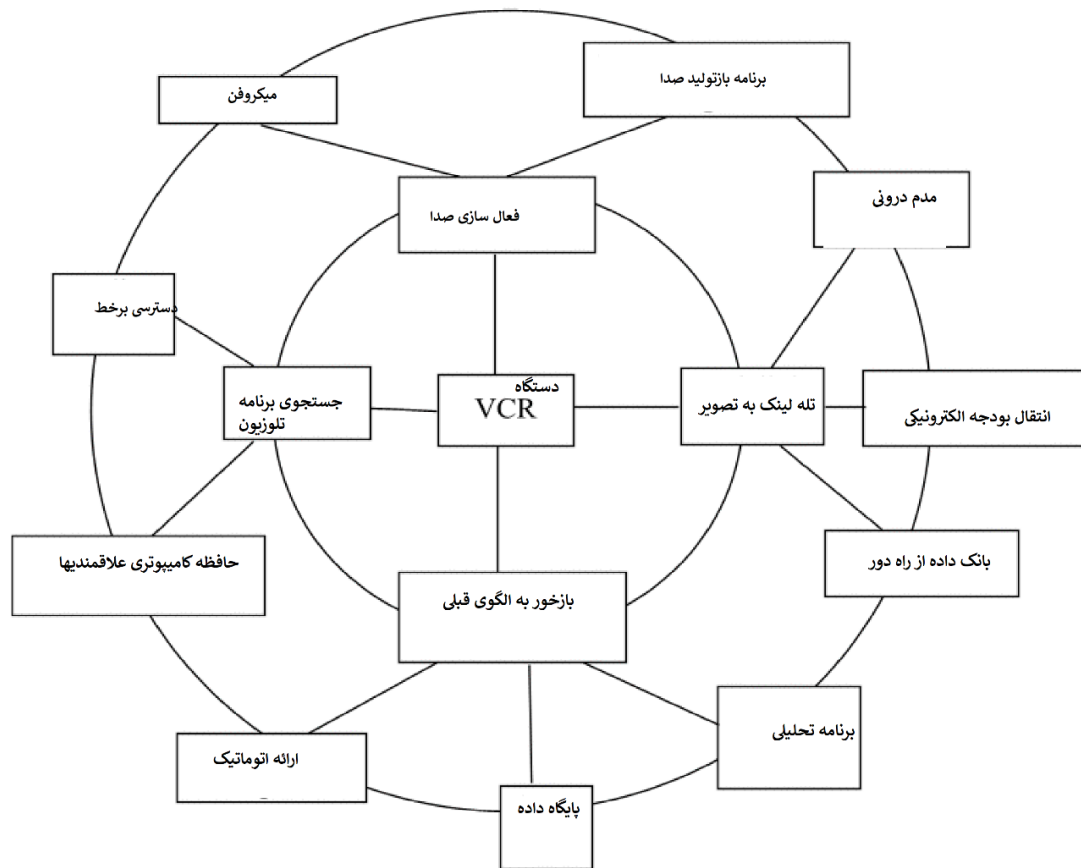 برنامه بازتولید صدا
میکروفن
مدم درونی
فعال سازی صدا
دسترسی برخط
دستگاه
VCR
جستجوی برنامه
تلوزیون
تله لینک به تصویر
انتقال بودجه الکترونیکی
حافظه کامیپوتری علاقمندیها
بانک داده از راه دور
بازخور به الگوی قبلی
برنامه تحلیلی
ارائه اتوماتیک
پایگاه داده